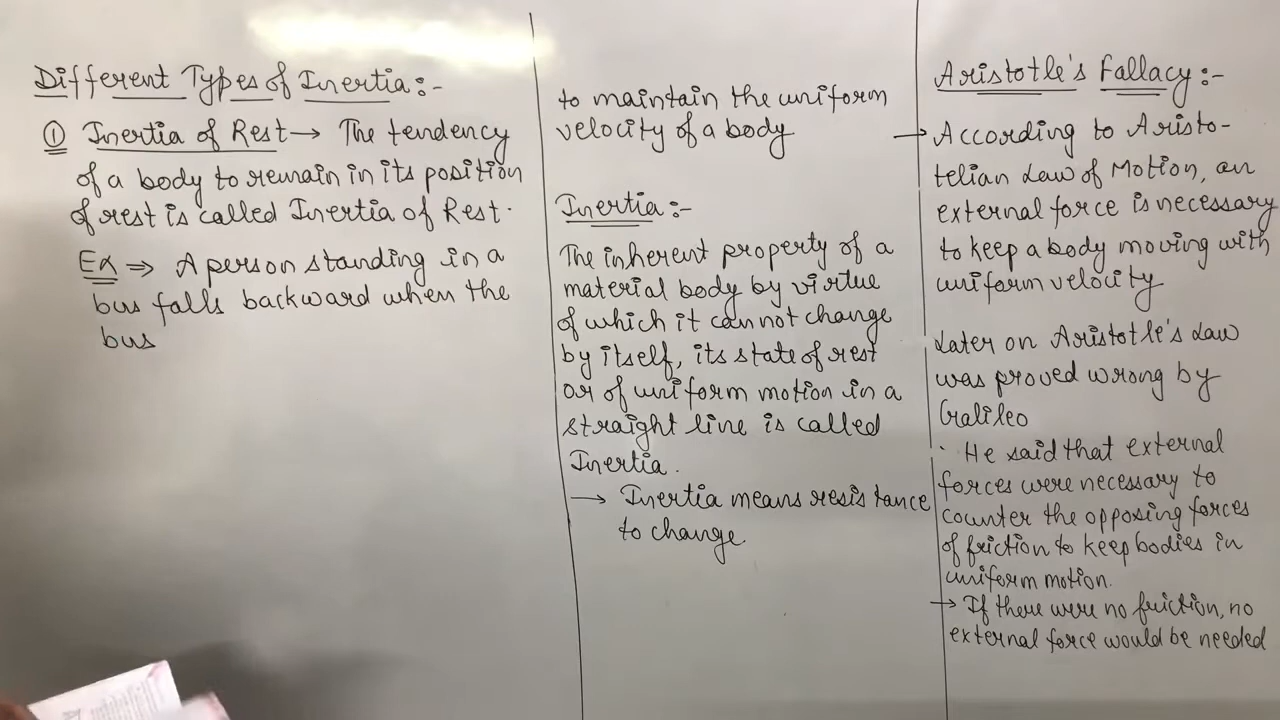 Different Types of Inertia:-
① Inertia of Rest → The tendency
of a body to remain in its position
of rest is called Inertia of Rest.
Ex ⇒ A person standing in a
bus falls backward when the
bus
to maintain the uniform
velocity of a body
Inertia:-
The inherent property of a
material body by virtue
of which it cannot change
by itself, its state of rest
or of uniform motion in a
straight line is called
Inertia.
→ Inertia means resistance
to change
Aristotle's Fallacy:-
→ According to Aristo-
telian Law of Motion, an
external force is necessary
to keep a body moving with
uniform velocity
Later on Aristotle's Law
was proved wrong by
Galileo
. He said that external
forces were necessary to
counter the opposing forces
of friction to keep bodies in
uniform motion.
→ If there were no friction, no
external force would be needed